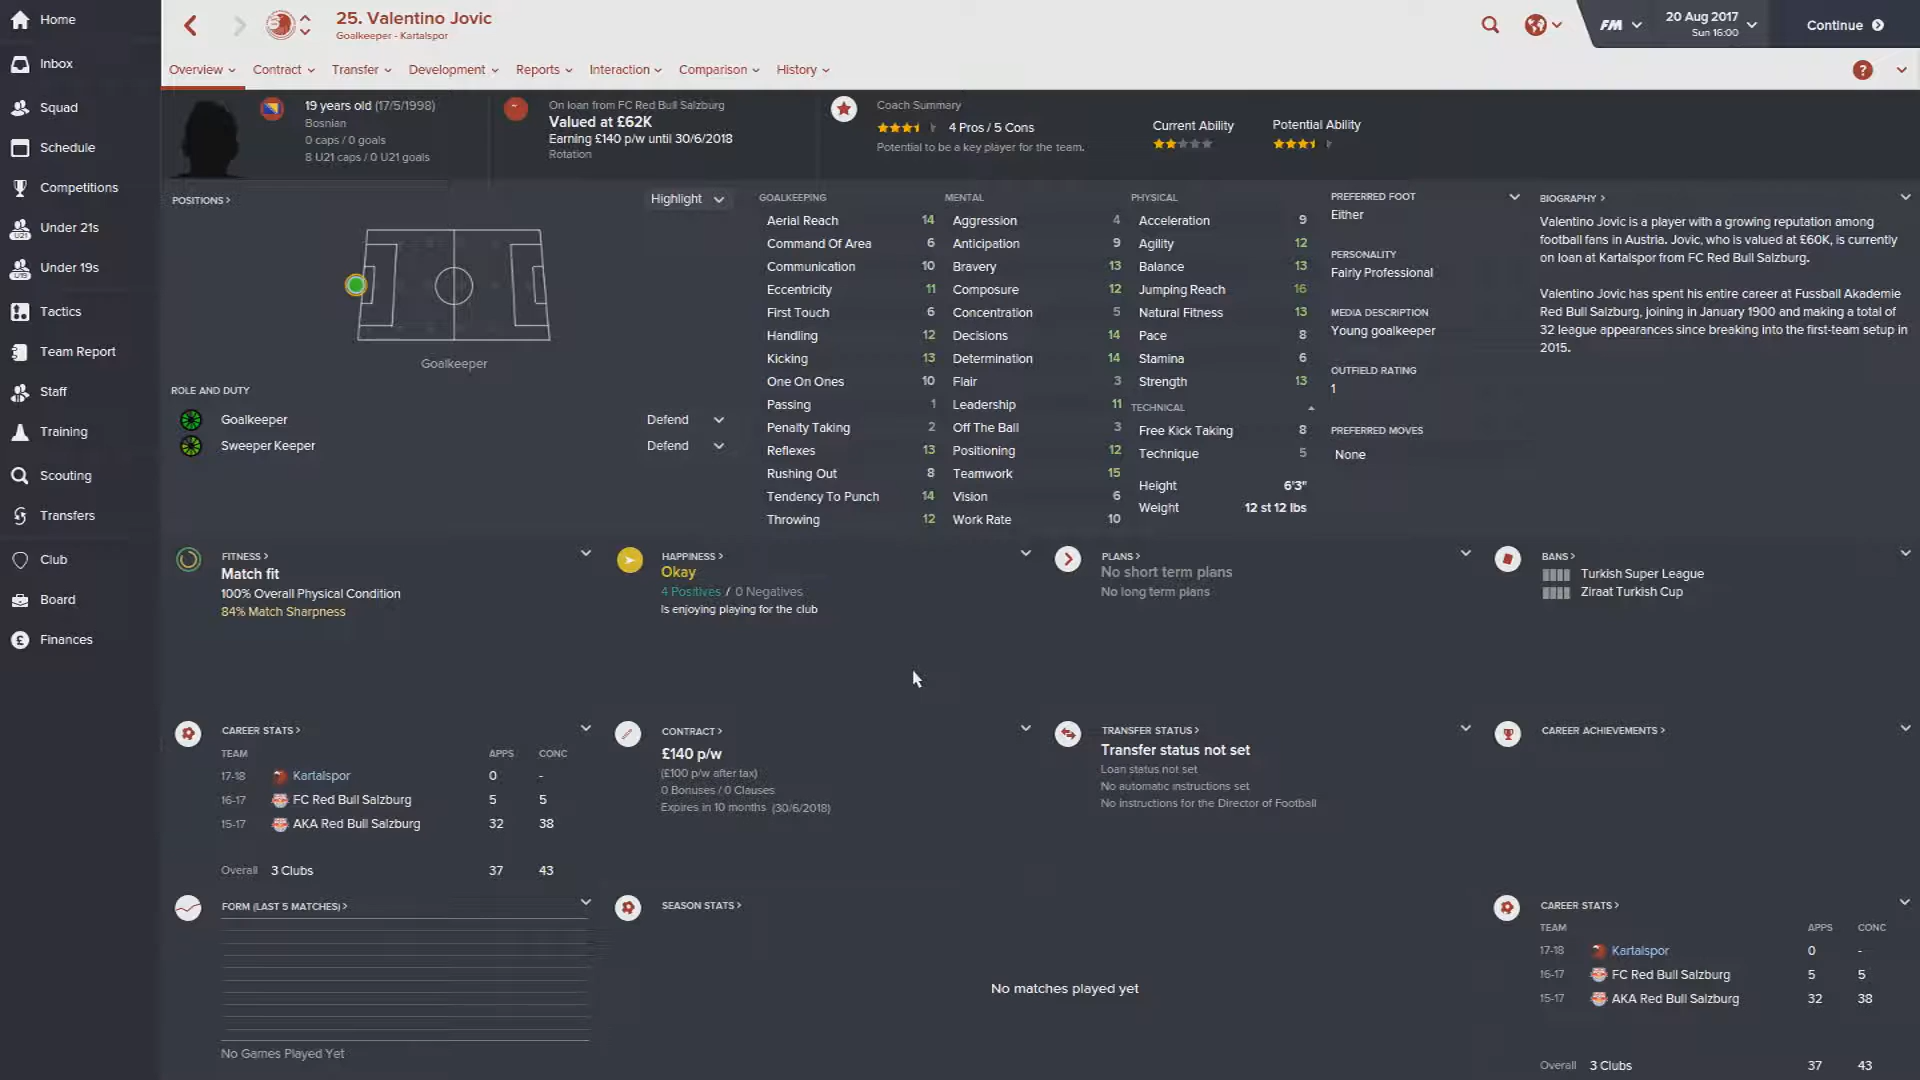 Home
Inbox
Squad
Schedule
Competitions
Under 21s
Under 19s
Tactics
Team Report
Staff
Training
Scouting
Transfers
Club
Board
Finances
25. Valentino Jovic
Goalkeeper - Kartalspor
FM
20 Aug 2017
Sun 16:00
Continue
Overview
Contract
Transfer
Development
Reports
Interaction
Comparison
History
?
19 years old (17/5/1998)
Bosnian
0 caps / 0 goals
8 U21 caps / 0 U21 goals
On loan from FC Red Bull Salzburg
Valued at £62K
Earning £140 p/w until 30/6/2018
Rotation
Coach Summary
4 Pros / 5 Cons
Potential to be a key player for the team.
Current Ability
Potential Ability
POSITIONS >
Highlight
Goalkeeper
ROLE AND DUTY
Goalkeeper Defend
Sweeper Keeper Defend
GOALKEEPING
Aerial Reach 14
Command Of Area 6
Communication 10
Eccentricity 11
First Touch 6
Handling 12
Kicking 13
One On Ones 10
Passing 1
Penalty Taking 2
Reflexes 13
Rushing Out 8
Tendency To Punch 14
Throwing 12
MENTAL
Aggression 4
Anticipation 9
Bravery 13
Composure 12
Concentration 5
Decisions 14
Determination 14
Flair 3
Leadership 11
Off The Ball 3
Positioning 12
Teamwork 15
Vision 6
Work Rate 10
PHYSICAL
Acceleration 9
Agility 12
Balance 13
Jumping Reach 16
Natural Fitness 13
Pace 8
Stamina 6
Strength 13
TECHNICAL
Free Kick Taking 8
Technique 5
Height 6'3"
Weight 12 st 12 lbs
PREFERRED FOOT
Either
PERSONALITY
Fairly Professional
MEDIA DESCRIPTION
Young goalkeeper
OUTFIELD RATING
1
PREFERRED MOVES
None
BIOGRAPHY >
Valentino Jovic is a player with a growing reputation among
football fans in Austria. Jovic, who is valued at £60K, is currently
on loan at Kartalspor from FC Red Bull Salzburg.
Valentino Jovic has spent his entire career at Fussball Akademie
Red Bull Salzburg, joining in January 1900 and making a total of
32 league appearances since breaking into the first-team setup in
2015.
FITNESS >
Match fit
100% Overall Physical Condition
84% Match Sharpness
HAPPINESS >
Okay
4 Positives / 0 Negatives
Is enjoying playing for the club
PLANS >
No short term plans
No long term plans
BANS >
Turkish Super League
Ziraat Turkish Cup
CAREER STATS >
TEAM APPS CONC
17-18 Kartalspor 0 -
16-17 FC Red Bull Salzburg 5 5
15-17 AKA Red Bull Salzburg 32 38
Overall 3 Clubs 37 43
CONTRACT >
£140 p/w
(£100 p/w after tax)
0 Bonuses / 0 Clauses
Expires in 10 months (30/6/2018)
TRANSFER STATUS >
Transfer status not set
Loan status not set
No automatic instructions set
No instructions for the Director of Football
CAREER ACHIEVEMENTS >
FORM (LAST 5 MATCHES) >
No Games Played Yet
SEASON STATS >
No matches played yet
CAREER STATS >
TEAM APPS CONC
17-18 Kartalspor 0 -
16-17 FC Red Bull Salzburg 5 5
15-17 AKA Red Bull Salzburg 32 38
Overall 3 Clubs 37 43